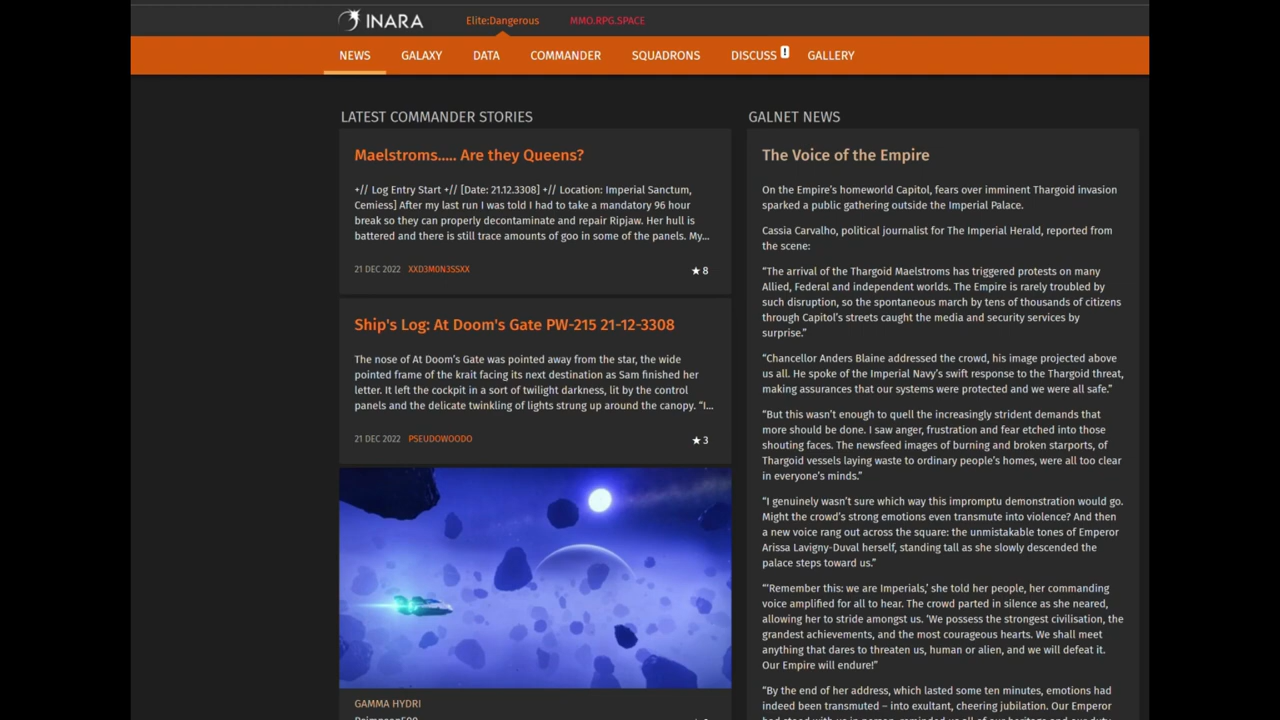 INARA
Elite:Dangerous
MMO.RPG.SPACE
NEWS
GALAXY
DATA
COMMANDER
SQUADRONS
DISCUSS !
GALLERY
LATEST COMMANDER STORIES
Maelstroms..... Are they Queens?
+// Log Entry Start +// [Date: 21.12.3308] +// Location: Imperial Sanctum,
Cemiess] After my last run I was told I had to take a mandatory 96 hour
break so they can properly decontaminate and repair Ripjaw. Her hull is
battered and there is still trace amounts of goo in some of the panels. My...
21 DEC 2022 XXD3M0N3SSXX
★ 8
Ship's Log: At Doom's Gate PW-215 21-12-3308
The nose of At Doom’s Gate was pointed away from the star, the wide
pointed frame of the krait facing its next destination as Sam finished her
letter. It left the cockpit in a sort of twilight darkness, lit by the control
panels and the delicate twinkling of lights strung up around the canopy. “I...
21 DEC 2022 PSEUDOWOODO
★ 3
GAMMA HYDRI
GALNET NEWS
The Voice of the Empire
On the Empire’s homeworld Capitol, fears over imminent Thargoid invasion
sparked a public gathering outside the Imperial Palace.
Cassia Carvalho, political journalist for The Imperial Herald, reported from
the scene:
“The arrival of the Thargoid Maelstroms has triggered protests on many
Allied, Federal and independent worlds. The Empire is rarely troubled by
such disruption, so the spontaneous march by tens of thousands of citizens
through Capitol’s streets caught the media and security services by
surprise.”
“Chancellor Anders Blaine addressed the crowd, his image projected above
us all. He spoke of the Imperial Navy’s swift response to the Thargoid threat,
making assurances that our systems were protected and we were all safe.”
“But this wasn’t enough to quell the increasingly strident demands that
more should be done. I saw anger, frustration and fear etched into those
shouting faces. The newsfeed images of burning and broken starports, of
Thargoid vessels laying waste to ordinary people’s homes, were all too clear
in everyone’s minds.”
“I genuinely wasn’t sure which way this impromptu demonstration would go.
Might the crowd’s strong emotions even transmute into violence? And then
a new voice rang out across the square: the unmistakable tones of Emperor
Arissa Lavigny-Duval herself, standing tall as she slowly descended the
palace steps toward us.”
“‘Remember this: we are Imperials,’ she told her people, her commanding
voice amplified for all to hear. The crowd parted in silence as she neared,
allowing her to stride amongst us. ‘We possess the strongest civilisation, the
grandest achievements, and the most courageous hearts. We shall meet
anything that dares to threaten us, human or alien, and we will defeat it.
Our Empire will endure!”
“By the end of her address, which lasted some ten minutes, emotions had
indeed been transmuted – into exultant, cheering jubilation. Our Emperor